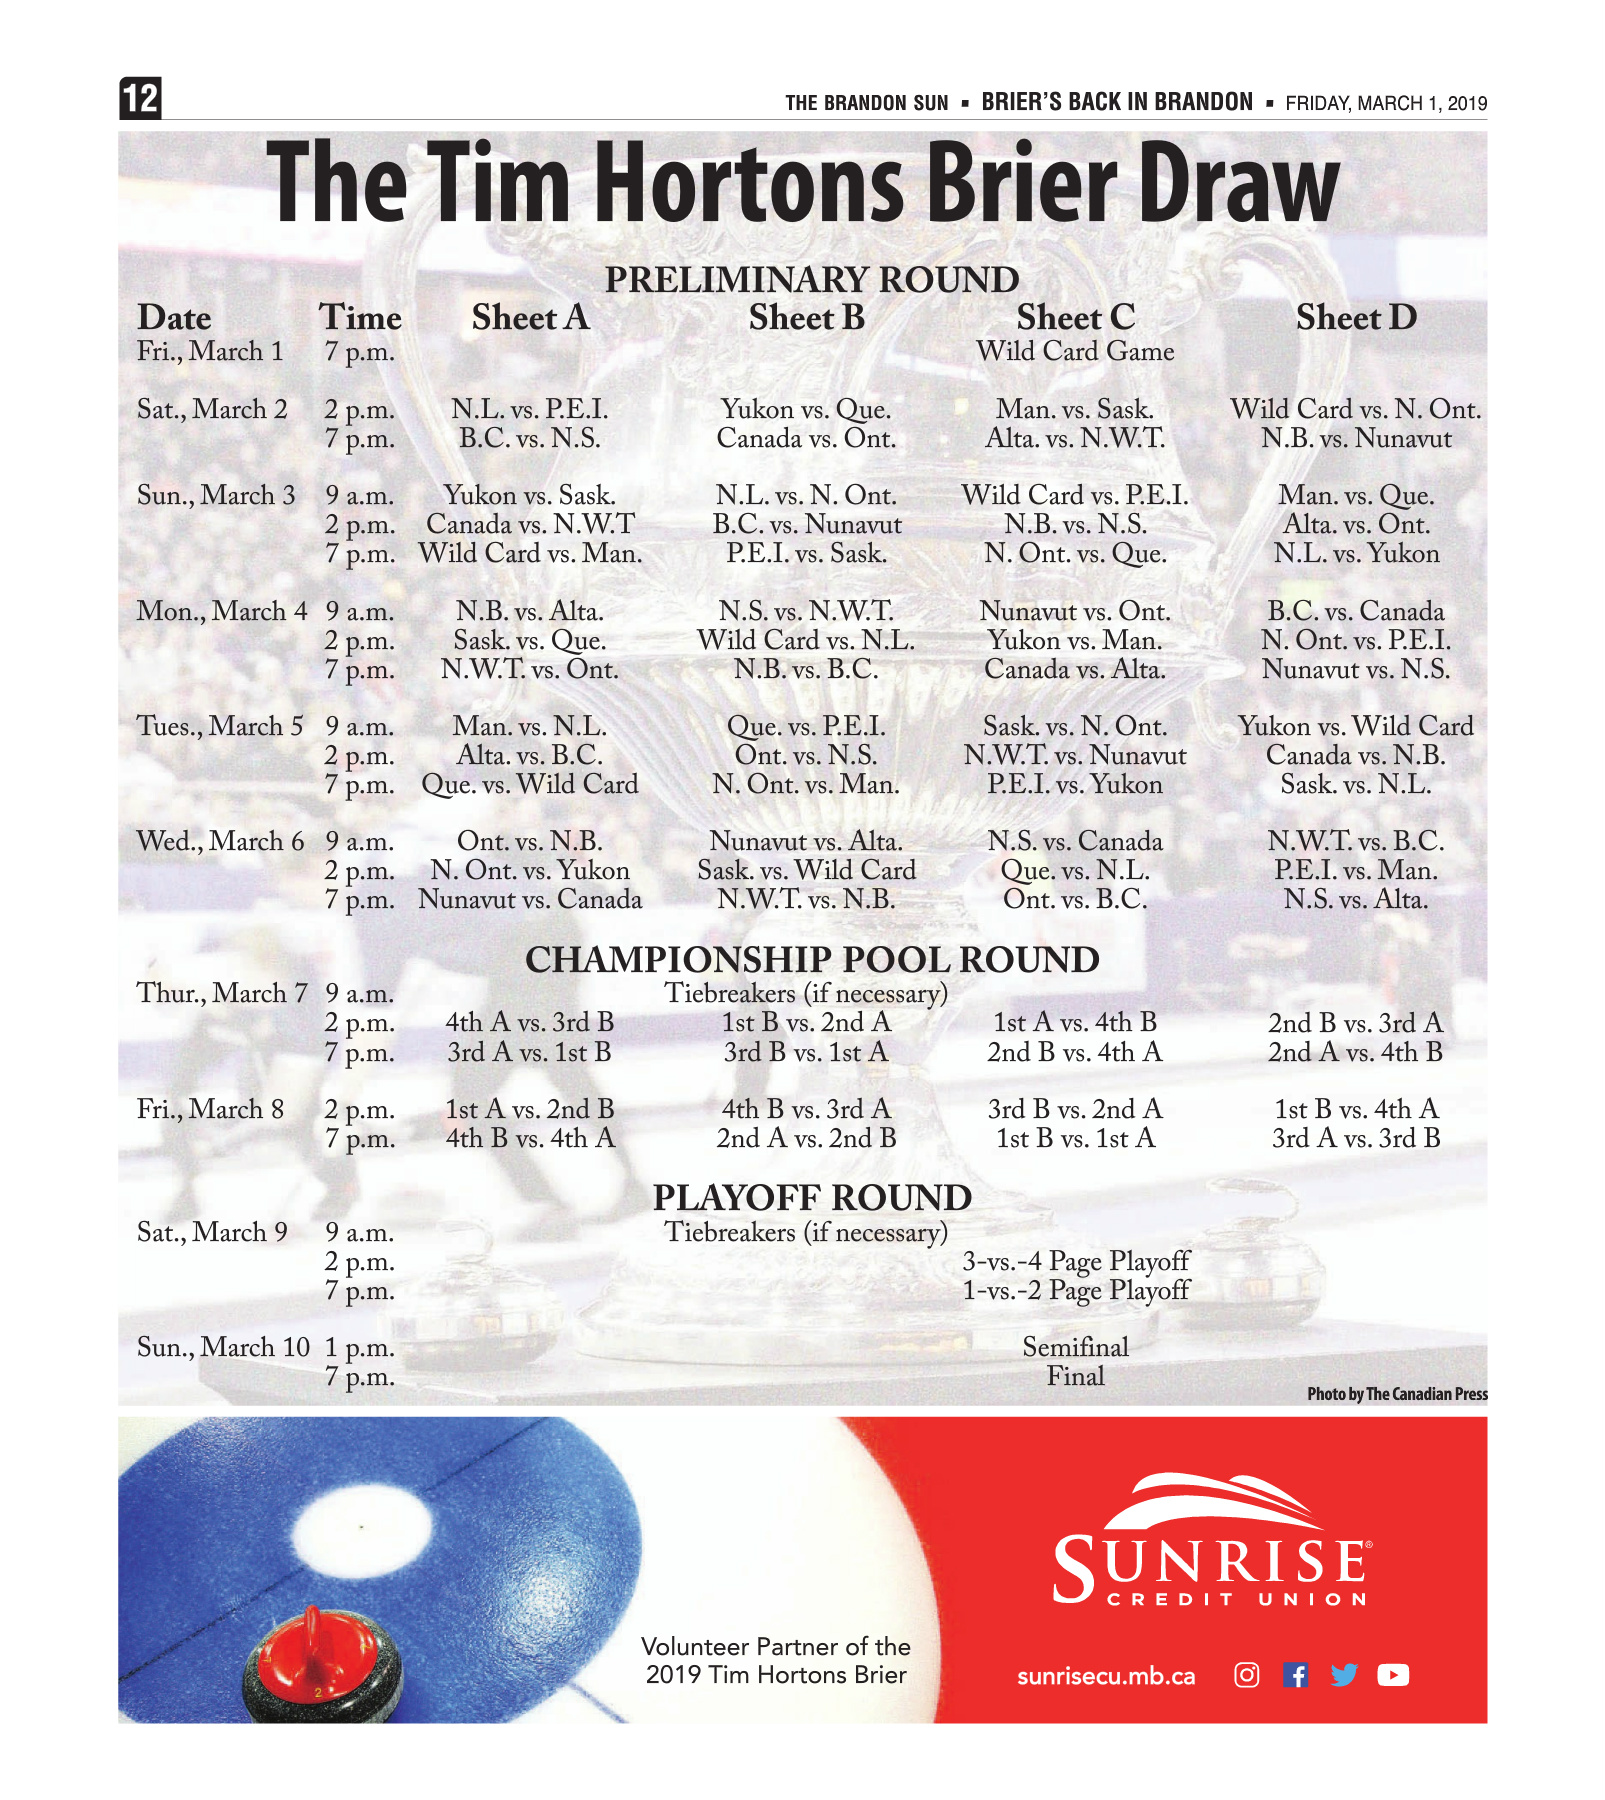 12
THE BRANDON SUN ▪ BRIER'S BACK IN BRANDON ▪ FRIDAY, MARCH 1, 2019
The Tim Hortons Brier Draw
PRELIMINARY ROUND
Date Time Sheet A Sheet B Sheet C Sheet D
Fri., March 1 7 p.m. Wild Card Game
Sat., March 2 2 p.m. N.L. vs. P.E.I. Yukon vs. Que. Man. vs. Sask. Wild Card vs. N. Ont.
7 p.m. B.C. vs. N.S. Canada vs. Ont. Alta. vs. N.W.T. N.B. vs. Nunavut
Sun., March 3 9 a.m. Yukon vs. Sask. N.L. vs. N. Ont. Wild Card vs. P.E.I. Man. vs. Que.
2 p.m. Canada vs. N.W.T B.C. vs. Nunavut N.B. vs. N.S. Alta. vs. Ont.
7 p.m. Wild Card vs. Man. P.E.I. vs. Sask. N. Ont. vs. Que. N.L. vs. Yukon
Mon., March 4 9 a.m. N.B. vs. Alta. N.S. vs. N.W.T. Nunavut vs. Ont. B.C. vs. Canada
2 p.m. Sask. vs. Que. Wild Card vs. N.L. Yukon vs. Man. N. Ont. vs. P.E.I.
7 p.m. N.W.T. vs. Ont. N.B. vs. B.C. Canada vs. Alta. Nunavut vs. N.S.
Tues., March 5 9 a.m. Man. vs. N.L. Que. vs. P.E.I. Sask. vs. N. Ont. Yukon vs. Wild Card
2 p.m. Alta. vs. B.C. Ont. vs. N.S. N.W.T. vs. Nunavut Canada vs. N.B.
7 p.m. Que. vs. Wild Card N. Ont. vs. Man. P.E.I. vs. Yukon Sask. vs. N.L.
Wed., March 6 9 a.m. Ont. vs. N.B. Nunavut vs. Alta. N.S. vs. Canada N.W.T. vs. B.C.
2 p.m. N. Ont. vs. Yukon Sask. vs. Wild Card Que. vs. N.L. P.E.I. vs. Man.
7 p.m. Nunavut vs. Canada N.W.T. vs. N.B. Ont. vs. B.C. N.S. vs. Alta.
CHAMPIONSHIP POOL ROUND
Thur., March 7 9 a.m. Tiebreakers (if necessary)
2 p.m. 4th A vs. 3rd B 1st B vs. 2nd A 1st A vs. 4th B 2nd B vs. 3rd A
7 p.m. 3rd A vs. 1st B 3rd B vs. 1st A 2nd B vs. 4th A 2nd A vs. 4th B
Fri., March 8 2 p.m. 1st A vs. 2nd B 4th B vs. 3rd A 3rd B vs. 2nd A 1st B vs. 4th A
7 p.m. 4th B vs. 4th A 2nd A vs. 2nd B 1st B vs. 1st A 3rd A vs. 3rd B
PLAYOFF ROUND
Sat., March 9 9 a.m. Tiebreakers (if necessary)
2 p.m. 3-vs.-4 Page Playoff
7 p.m. 1-vs.-2 Page Playoff
Sun., March 10 1 p.m. Semifinal
7 p.m. Final
Photo by The Canadian Press
SUNRISE®
CREDIT UNION
Volunteer Partner of the
2019 Tim Hortons Brier
sunrisecu.mb.ca
2